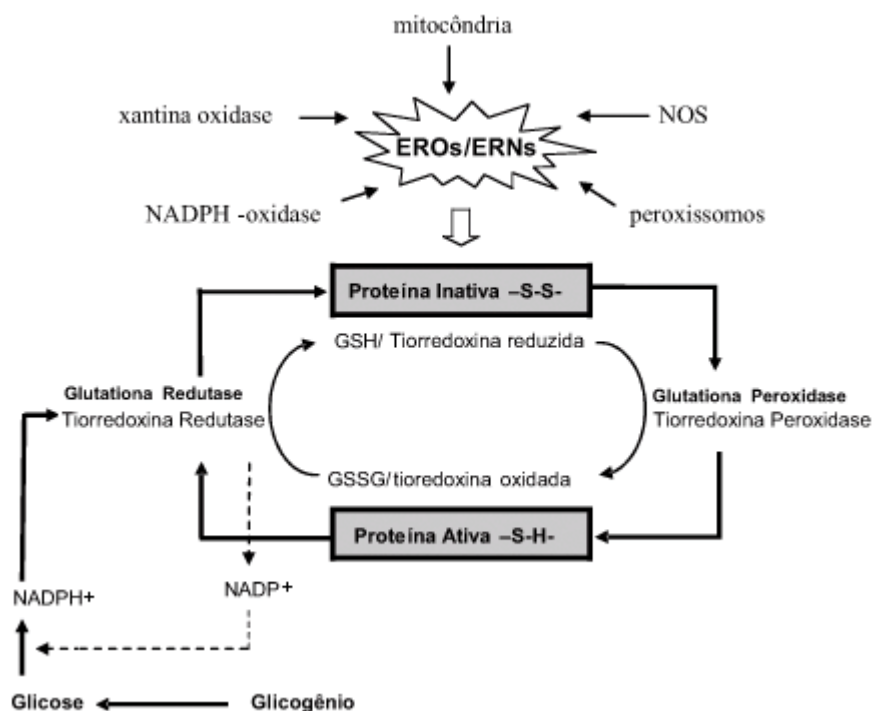 mitocôndria
xantina oxidase
NOS
EROs/ERNs
NADPH -oxidase
peroxissomos
Proteína Inativa –S-S-
GSH/ Tiorredoxina reduzida
Glutationa Redutase
Tiorredoxina Redutase
Glutationa Peroxidase
Tiorredoxina Peroxidase
GSSG/tioredoxina oxidada
Proteína Ativa –S-H-
NADPH+
NADP+
Glicose
Glicogênio